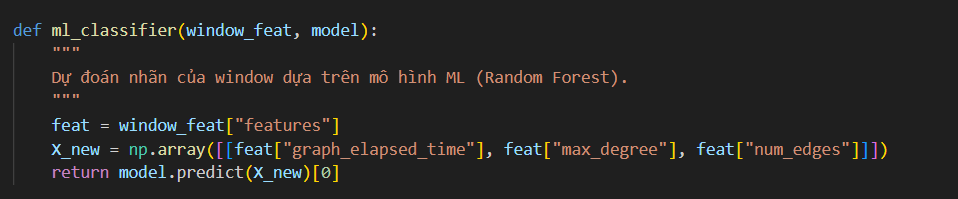 def ml_classifier(window_feat, model):
    """
    Dự đoán nhãn của window dựa trên mô hình ML (Random Forest).
    """
    feat = window_feat["features"]
    X_new = np.array([[feat["graph_elapsed_time"], feat["max_degree"], feat["num_edges"]]])
    return model.predict(X_new)[0]